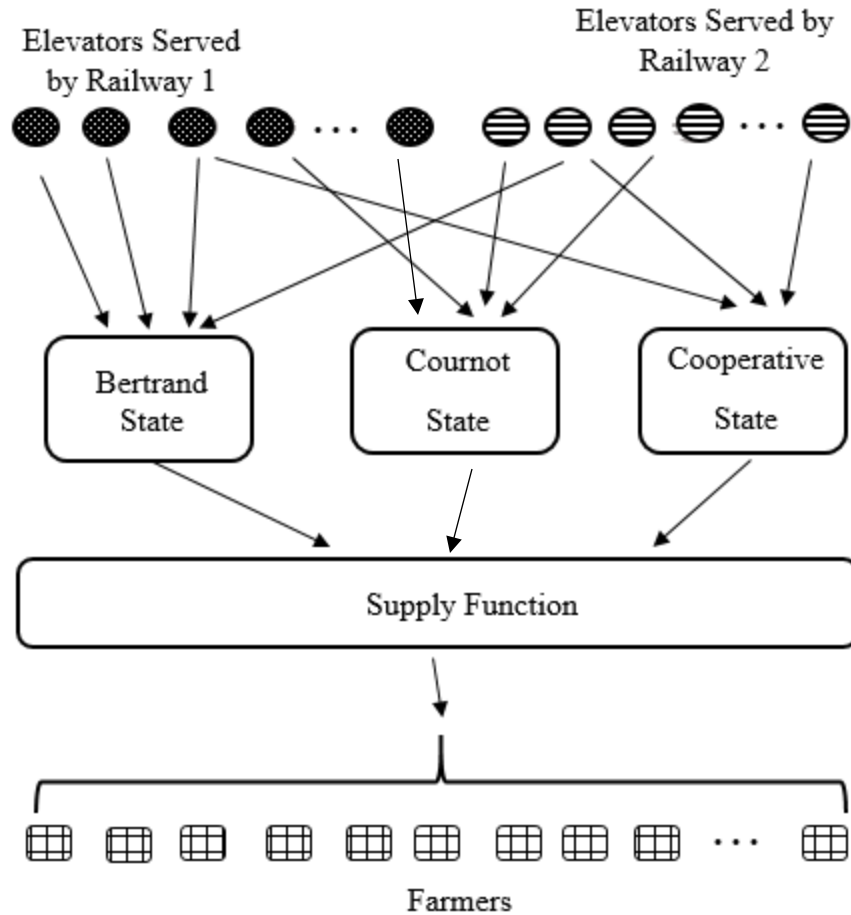 Elevators Served
by Railway 1
Elevators Served by
Railway 2
Bertrand
State
Cournot
State
Cooperative
State
Supply Function
Farmers